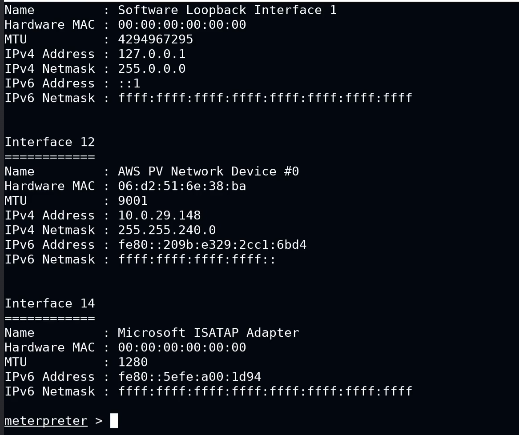 Name         : Software Loopback Interface 1
Hardware MAC : 00:00:00:00:00:00
MTU          : 4294967295
IPv4 Address : 127.0.0.1
IPv4 Netmask : 255.0.0.0
IPv6 Address : ::1
IPv6 Netmask : ffff:ffff:ffff:ffff:ffff:ffff:ffff:ffff
Interface 12
============
Name         : AWS PV Network Device #0
Hardware MAC : 06:d2:51:6e:38:ba
MTU          : 9001
IPv4 Address : 10.0.29.148
IPv4 Netmask : 255.255.240.0
IPv6 Address : fe80::209b:e329:2cc1:6bd4
IPv6 Netmask : ffff:ffff:ffff:ffff::
Interface 14
============
Name         : Microsoft ISATAP Adapter
Hardware MAC : 00:00:00:00:00:00
MTU          : 1280
IPv6 Address : fe80::5efe:a00:1d94
IPv6 Netmask : ffff:ffff:ffff:ffff:ffff:ffff:ffff:ffff
meterpreter >